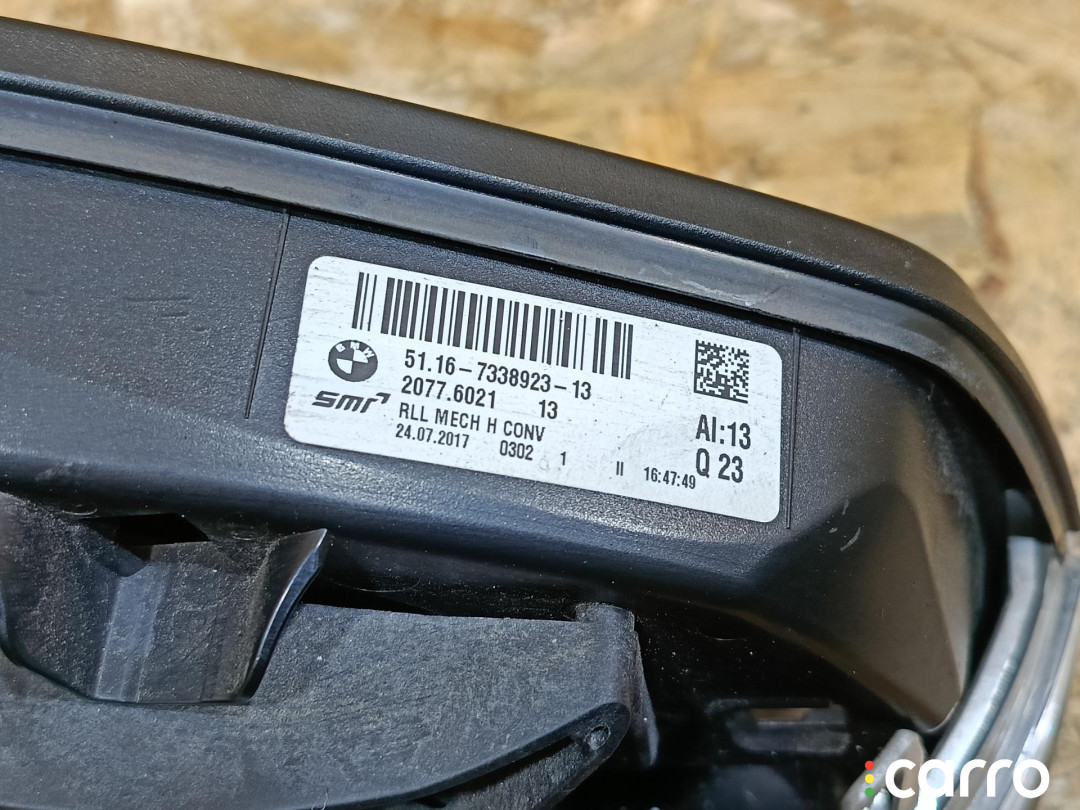 BMW
51.16-7338923-13
smr
2077.6021 13
RLL MECH H CONV
24.07.2017 0302 1 II 16:47:49
AI:13
Q 23
carro